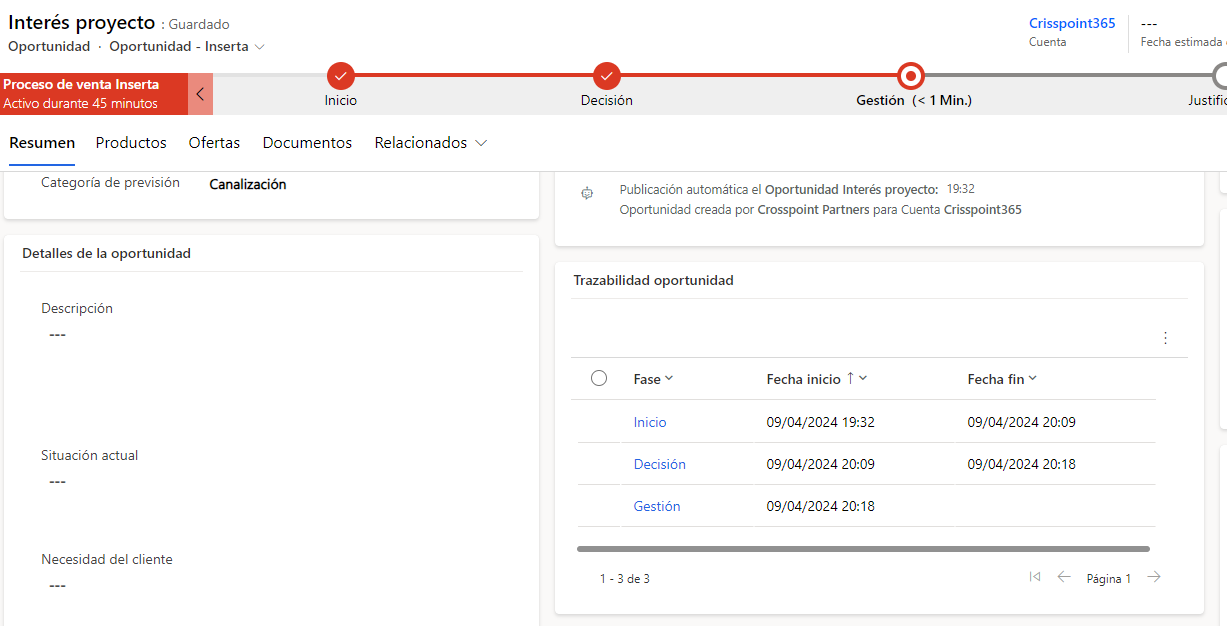 Interés proyecto : Guardado
Oportunidad · Oportunidad - Inserta
Crisspoint365
Cuenta
---
Fecha estimada
Proceso de venta Inserta
Activo durante 45 minutos
Inicio
Decisión
Gestión (< 1 Min.)
Resumen Productos Ofertas Documentos Relacionados
Categoría de previsión Canalización
Detalles de la oportunidad
Descripción
---
Situación actual
---
Necesidad del cliente
---
Publicación automática el Oportunidad Interés proyecto: 19:32
Oportunidad creada por Crosspoint Partners para Cuenta Crisspoint365
Trazabilidad oportunidad
Fase Fecha inicio ↑ Fecha fin
Inicio 09/04/2024 19:32 09/04/2024 20:09
Decisión 09/04/2024 20:09 09/04/2024 20:18
Gestión 09/04/2024 20:18
1 - 3 de 3
Página 1